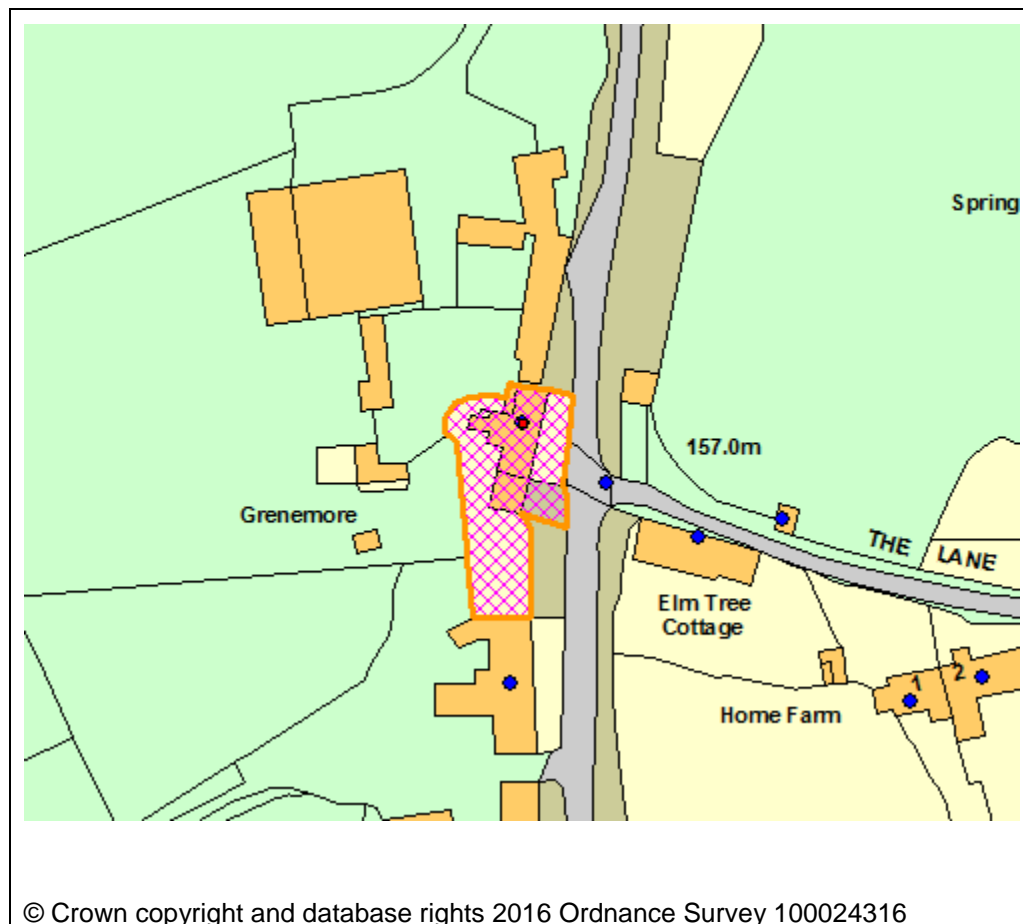 Spring
157.0m
THE LANE
Grenemore
Elm Tree
Cottage
1 2
Home Farm
© Crown copyright and database rights 2016 Ordnance Survey 100024316